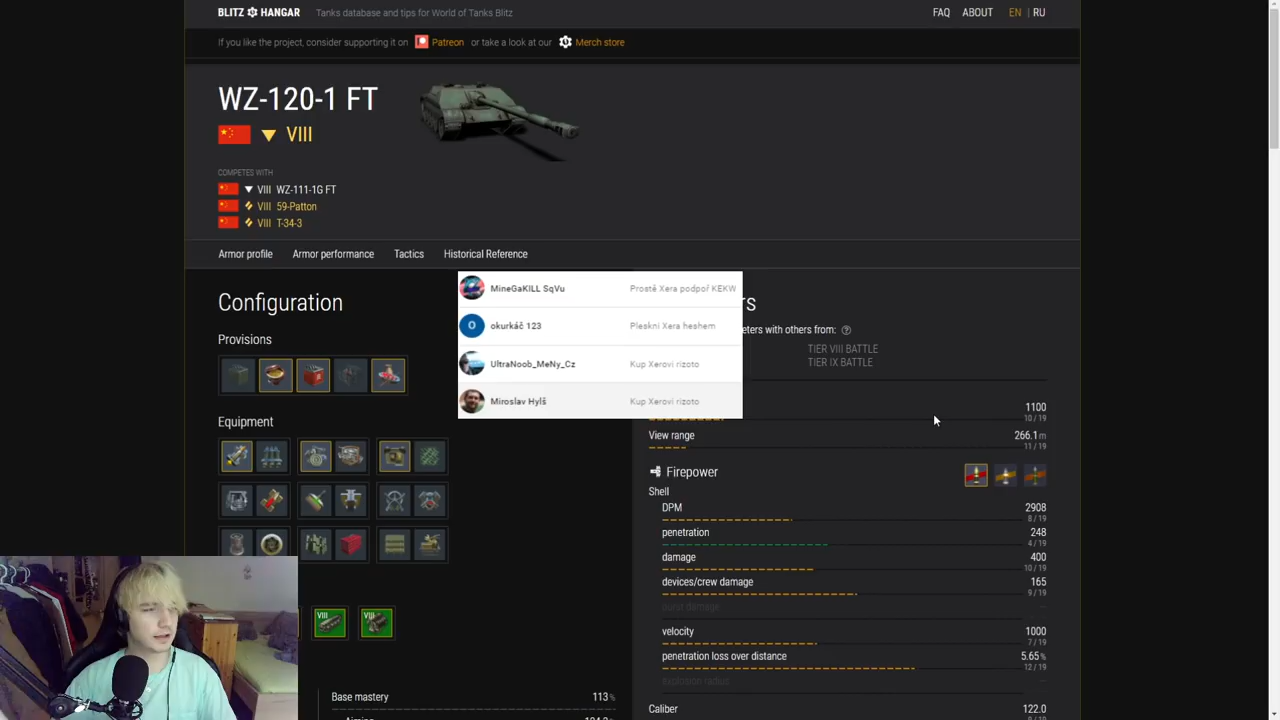 BLITZ HANGAR Tanks database and tips for World of Tanks Blitz FAQ ABOUT EN | RU
If you like the project, consider supporting it on Patreon or take a look at our Merch store
WZ-120-1 FT
VIII
COMPETES WITH
VIII WZ-111-1G FT
VIII 59-Patton
VIII T-34-3
Armor profile Armor performance Tactics Historical Reference
Configuration
Provisions
Equipment
MineGaKILL SqVu Prostě Xera podpoř KEKW
okurkáč 123 Pleskni Xera heshem
UltraNoob_MeNy_Cz Kup Xerovi rizoto
Miroslav Hylš Kup Xerovi rizoto
rs
eters with others from:
TIER VIII BATTLE
TIER IX BATTLE
1100
10 / 19
View range 266.1 m
11 / 19
Firepower
Shell
DPM 2908
8 / 19
penetration 248
4 / 19
damage 400
10 / 19
devices/crew damage 165
9 / 19
burst damage
velocity 1000
7 / 19
penetration loss over distance 5.65 %
12 / 19
explosion radius
Caliber 122.0
VIII
VIII
Base mastery 113 %